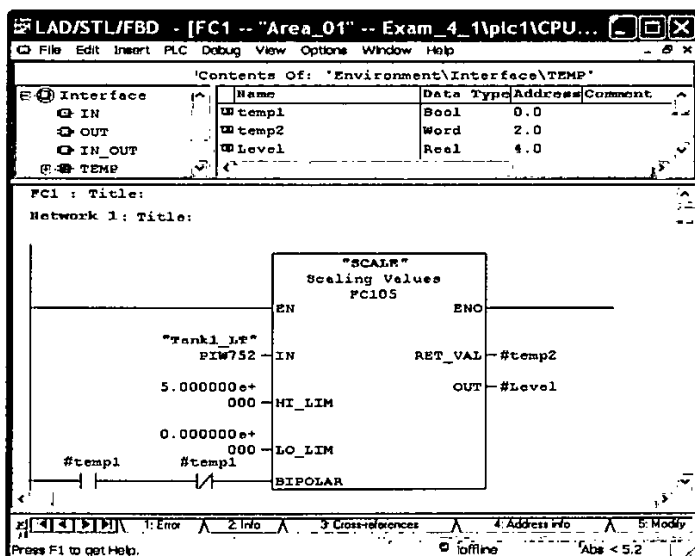 LAD/STL/FBD - [FC1 -- "Area_01" -- Exam_4_1\plc1\CPU...
File Edit Insert PLC Debug View Options Window Help
Contents Of: 'Environment\Interface\TEMP'
Interface
IN
OUT
IN_OUT
TEMP
Name Data Type Address Comment
temp1 Bool 0.0
temp2 Word 2.0
Level Real 4.0
FC1 : Title:
Network 1: Title:
"SCALE"
Scaling Values
FC105
EN ENO
"Tank1_LT"
PIW752 IN RET_VAL #temp2
5.000000e+
000 HI_LIM OUT #Level
0.000000e+
000 LO_LIM
#temp1 #temp1
BIPOLAR
1: Error 2: Info 3: Cross-references 4: Address info 5: Modify
Press F1 to get Help. offline Abs < 5.2